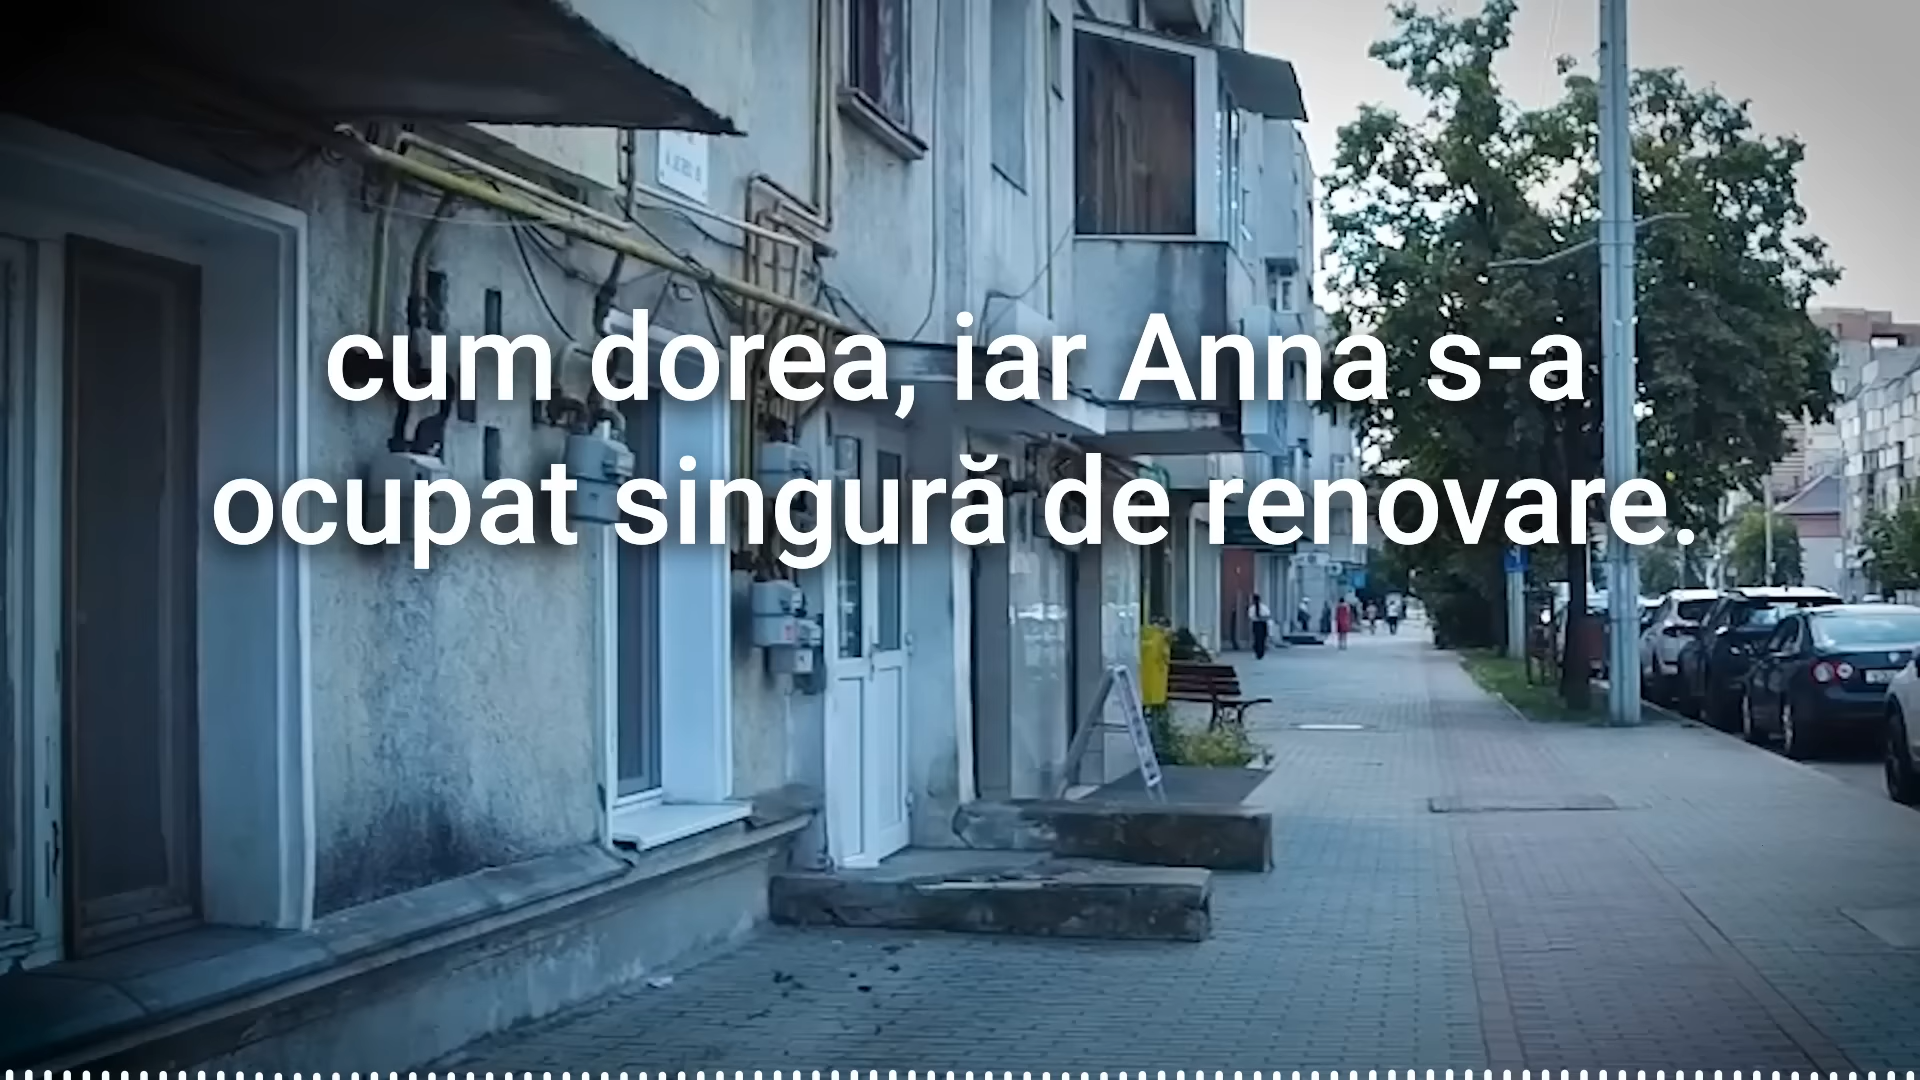 cum dorea, iar Anna s-a
ocupat singură de renovare.